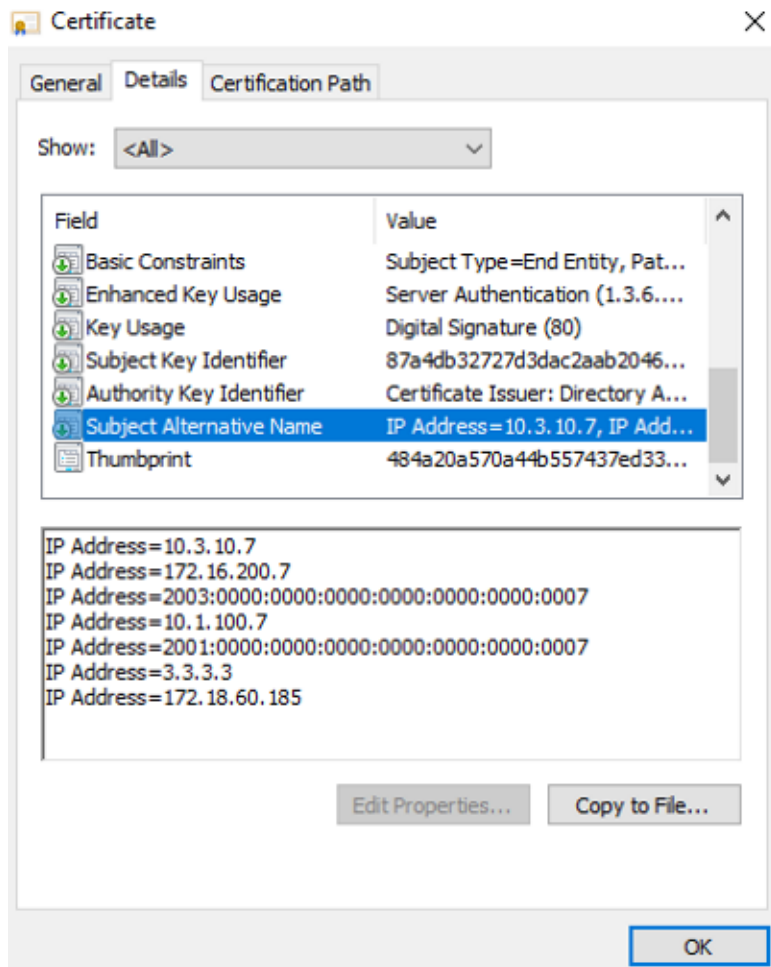 Certificate
General Details Certification Path
Show: <All>
Field Value
Basic Constraints Subject Type=End Entity, Pat...
Enhanced Key Usage Server Authentication (1.3.6....
Key Usage Digital Signature (80)
Subject Key Identifier 87a4db32727d3dac2aab2046...
Authority Key Identifier Certificate Issuer: Directory A...
Subject Alternative Name IP Address=10.3.10.7, IP Add...
Thumbprint 484a20a570a44b557437ed33...
IP Address=10.3.10.7
IP Address=172.16.200.7
IP Address=2003:0000:0000:0000:0000:0000:0000:0007
IP Address=10.1.100.7
IP Address=2001:0000:0000:0000:0000:0000:0000:0007
IP Address=3.3.3.3
IP Address=172.18.60.185
Edit Properties... Copy to File...
OK